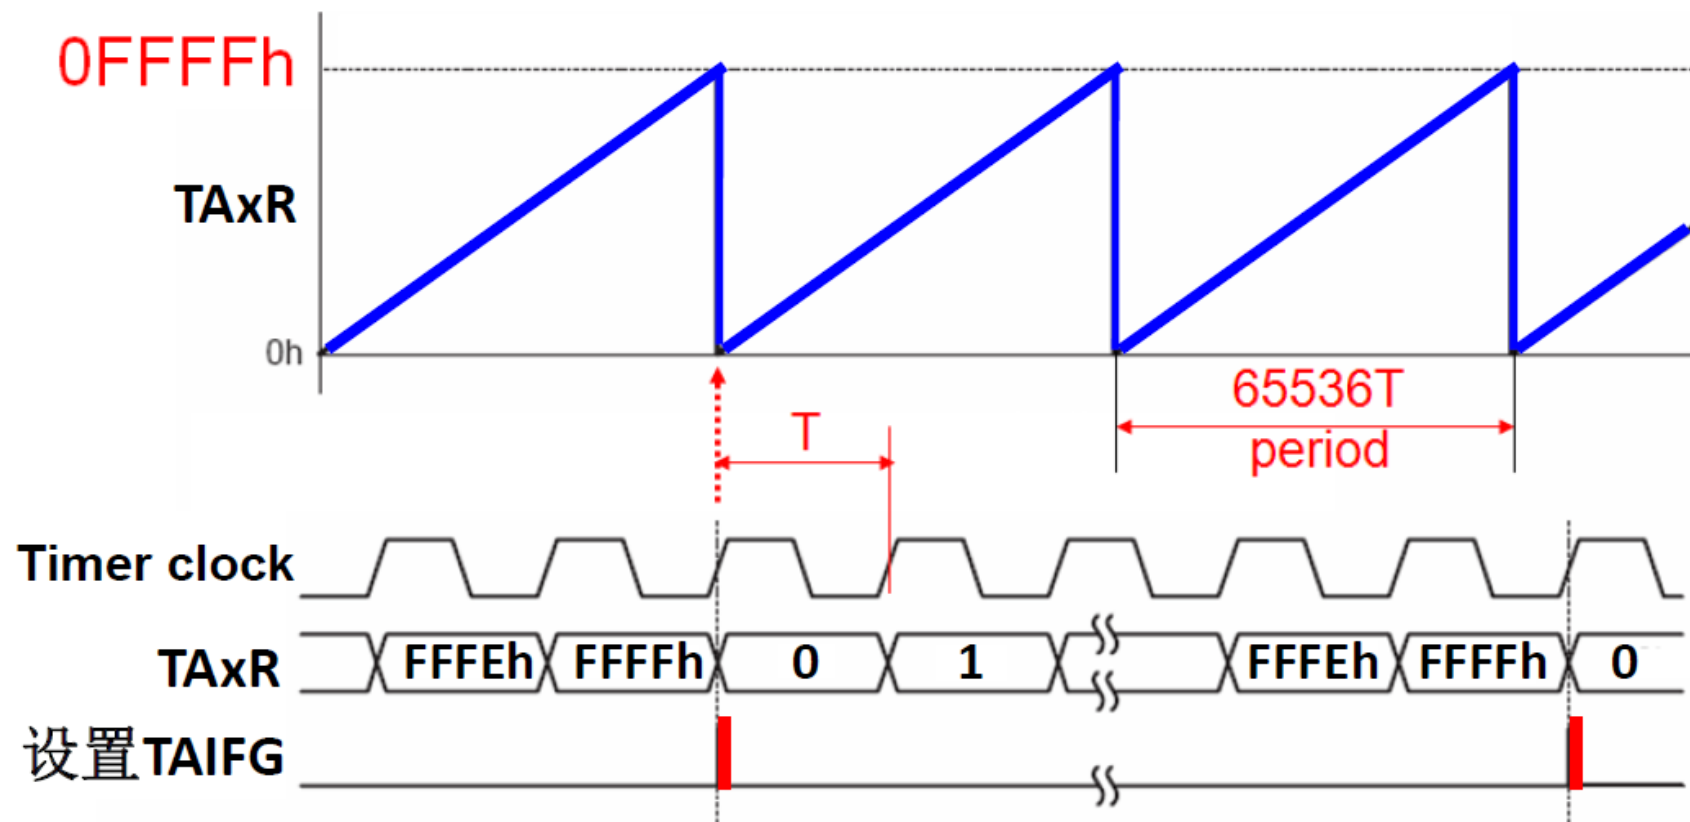 0FFFFh
TAxR
0h
65536T
period
T
Timer clock
TAxR
FFFEh FFFFh 0 1 FFFEh FFFFh 0
设置TAIFG